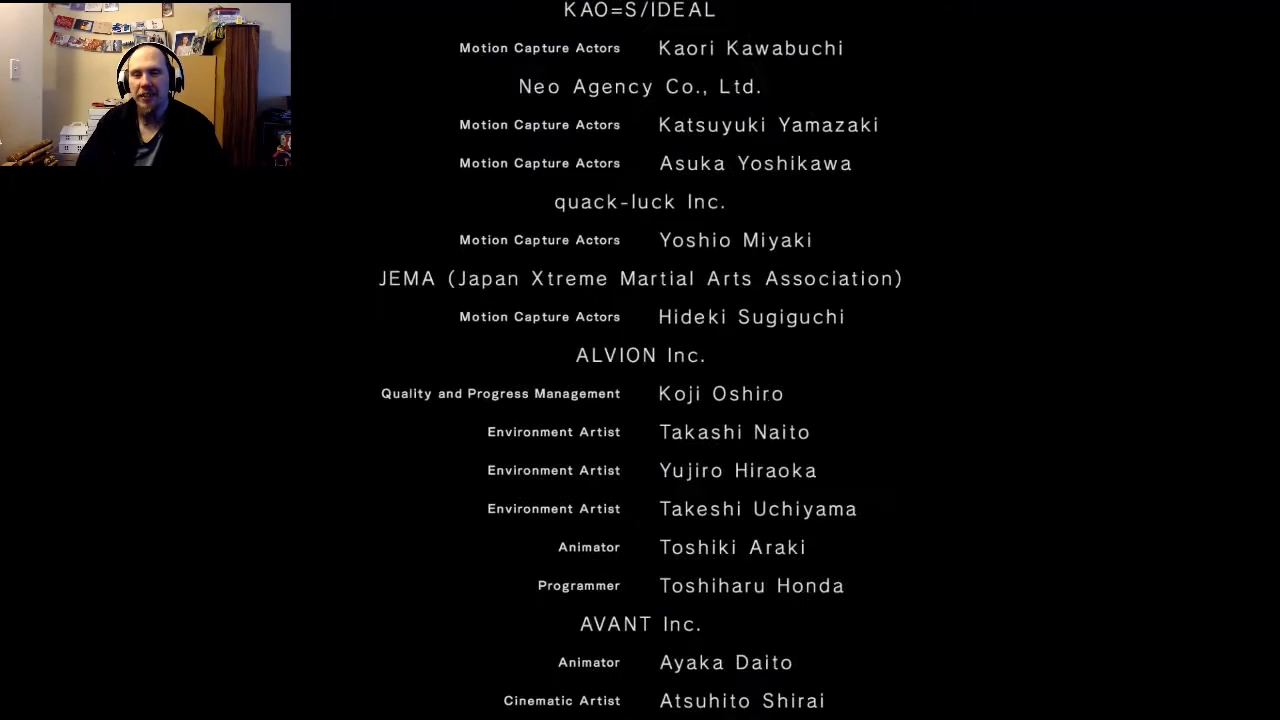 KAO=S/IDEAL
Motion Capture Actors Kaori Kawabuchi
Neo Agency Co., Ltd.
Motion Capture Actors Katsuyuki Yamazaki
Motion Capture Actors Asuka Yoshikawa
quack-luck Inc.
Motion Capture Actors Yoshio Miyaki
JEMA (Japan Xtreme Martial Arts Association)
Motion Capture Actors Hideki Sugiguchi
ALVION Inc.
Quality and Progress Management Koji Oshiro
Environment Artist Takashi Naito
Environment Artist Yujiro Hiraoka
Environment Artist Takeshi Uchiyama
Animator Toshiki Araki
Programmer Toshiharu Honda
AVANT Inc.
Animator Ayaka Daito
Cinematic Artist Atsuhito Shirai